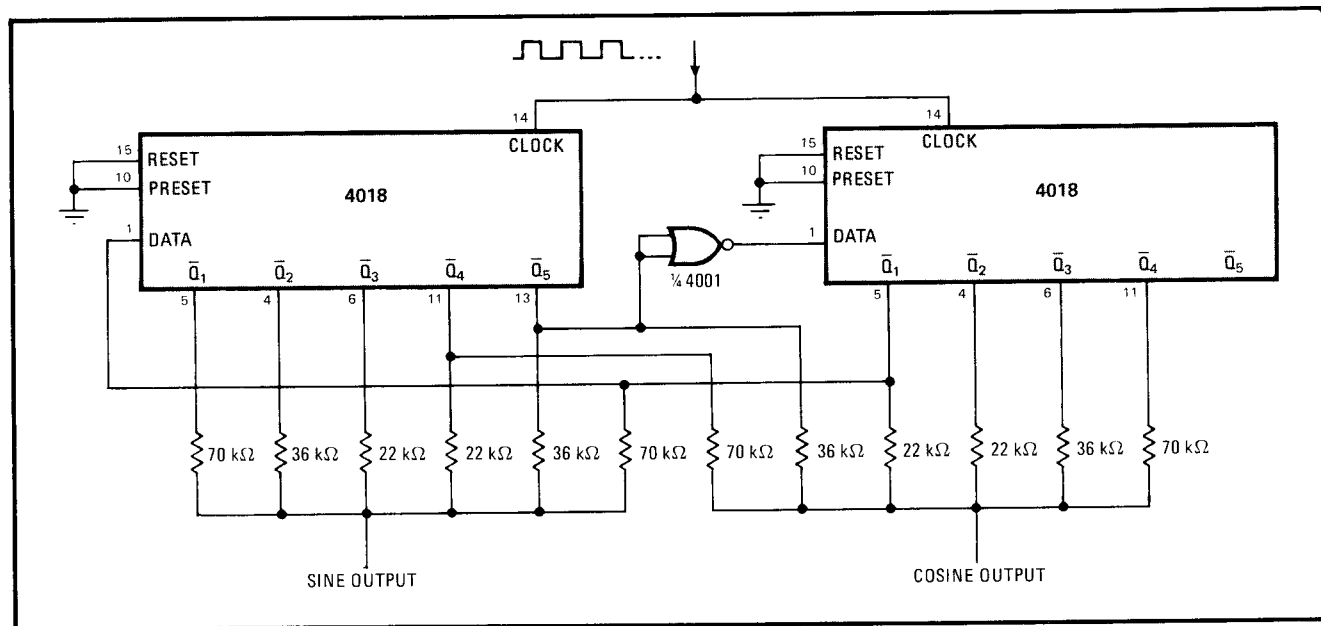 ...
14
CLOCK
15
RESET
10
PRESET
4018
1
DATA
Q̅1
Q̅2
Q̅3
Q̅4
Q̅5
5
4
6
11
13
¼ 4001
14
CLOCK
15
RESET
10
PRESET
4018
1
DATA
Q̅1
Q̅2
Q̅3
Q̅4
Q̅5
5
4
6
11
70 kΩ
36 kΩ
22 kΩ
22 kΩ
36 kΩ
70 kΩ
70 kΩ
36 kΩ
22 kΩ
22 kΩ
36 kΩ
70 kΩ
SINE OUTPUT
COSINE OUTPUT